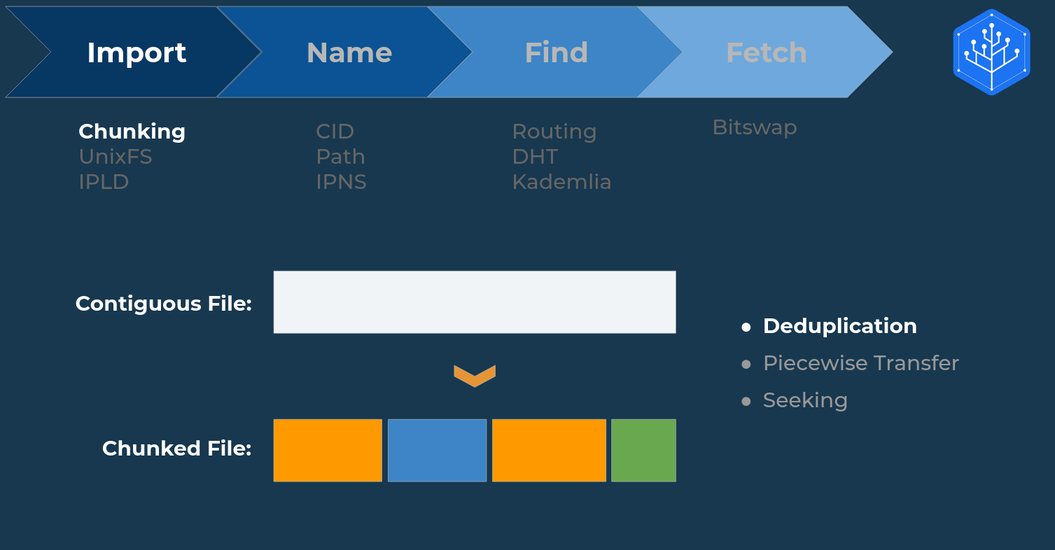 Import
Name
Find
Fetch
Chunking
UnixFS
IPLD
CID
Path
IPNS
Routing
DHT
Kademlia
Bitswap
Contiguous File:
Chunked File:
Deduplication
Piecewise Transfer
Seeking